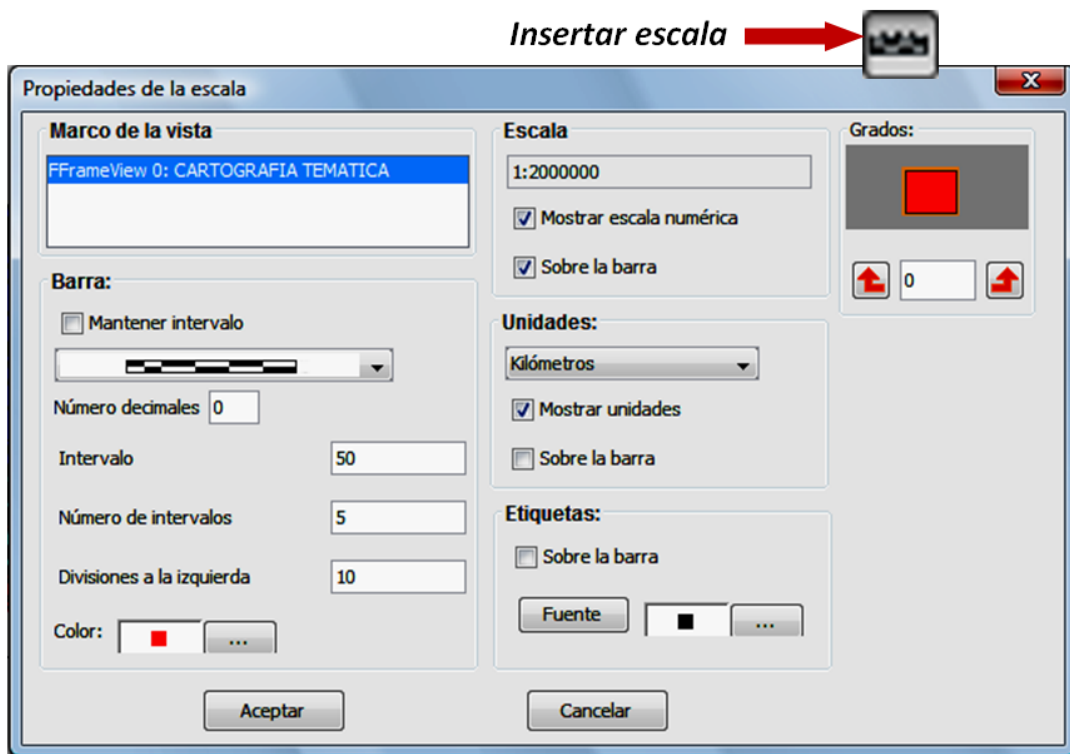 Insertar escala
Propiedades de la escala
X
Marco de la vista
FFrameView 0: CARTOGRAFIA TEMATICA
Escala
1:2000000
Mostrar escala numérica
Sobre la barra
Grados:
0
Barra:
Mantener intervalo
Número decimales 0
Intervalo 50
Número de intervalos 5
Divisiones a la izquierda 10
Color: ...
Unidades:
Kilómetros
Mostrar unidades
Sobre la barra
Etiquetas:
Sobre la barra
Fuente ...
Aceptar Cancelar